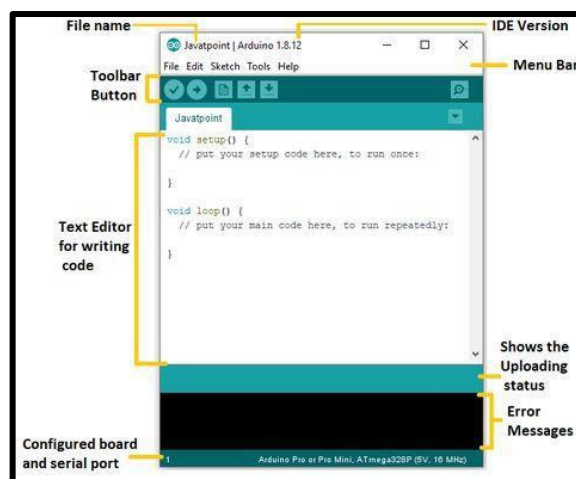 File name
IDE Version
Javatpoint | Arduino 1.8.12
File Edit Sketch Tools Help
Menu Bar
Toolbar
Button
Javatpoint
void setup() {
// put your setup code here, to run once:
}
void loop() {
// put your main code here, to run repeatedly:
}
Text Editor
for writing
code
Shows the
Uploading
status
Error
Messages
Configured board
and serial port
1
Arduino Pro or Pro Mini, ATmega328P (5V, 16 MHz)